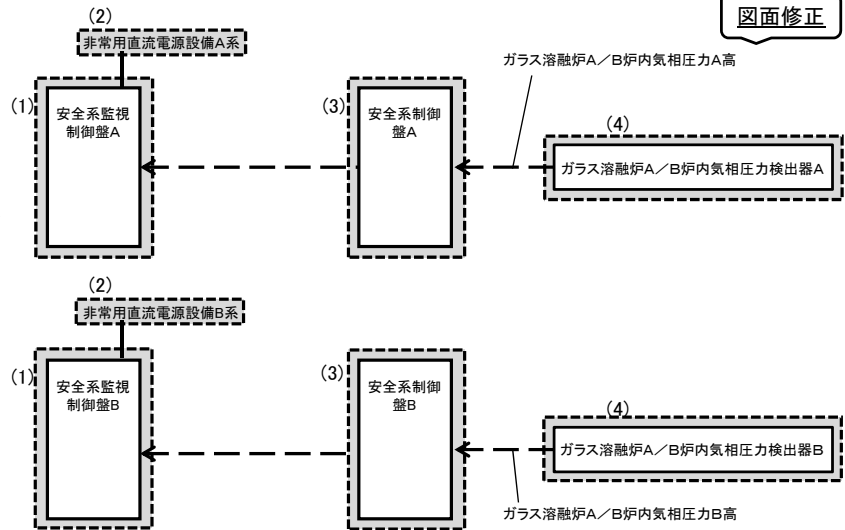 図面修正
(2)
非常用直流電源設備A系
ガラス溶融炉A／B炉内気相圧力A高
(1)
安全系監視
制御盤A
(3)
安全系制御
盤A
(4)
ガラス溶融炉A／B炉内気相圧力検出器A
(2)
非常用直流電源設備B系
(1)
安全系監視
制御盤B
(3)
安全系制御
盤B
(4)
ガラス溶融炉A／B炉内気相圧力検出器B
ガラス溶融炉A／B炉内気相圧力B高